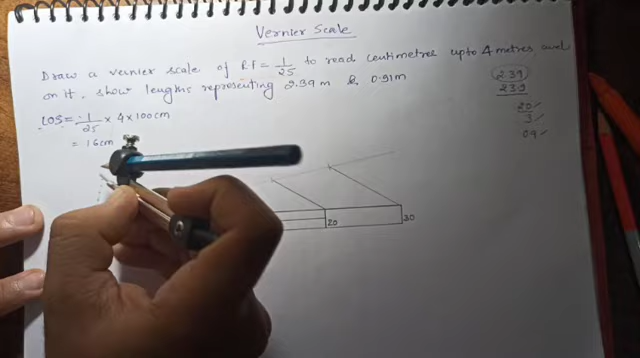 Vernier Scale
Draw a vernier scale of R.F = 1/25 to read centimetres upto 4 metres and
on it, show lengths representing 2.39 m & 0.91m
LOS = 1/25 × 4 × 100cm
= 16cm
2.39
239
20 ✓
3 ✓
09 ✓
20
30